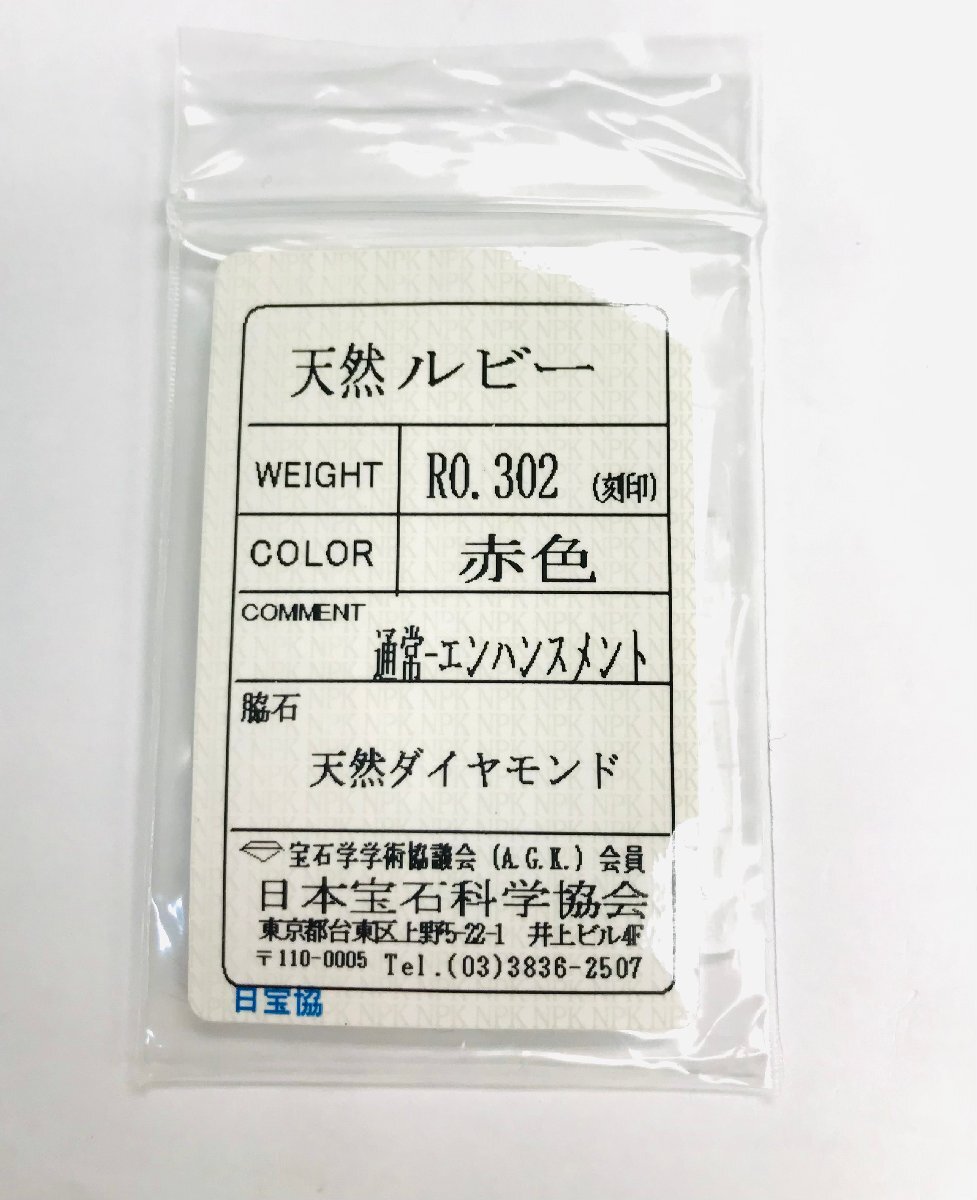 天然ルビー
WEIGHT R0.302 (刻印)
COLOR 赤色
COMMENT
通常-エンハンスメント
脇石
天然ダイヤモンド
宝石学学術協議会 (A.G.K.) 会員
日本宝石科学協会
東京都台東区上野5-22-1 井上ビル4F
〒110-0005 Tel.(03)3836-2507
日宝協